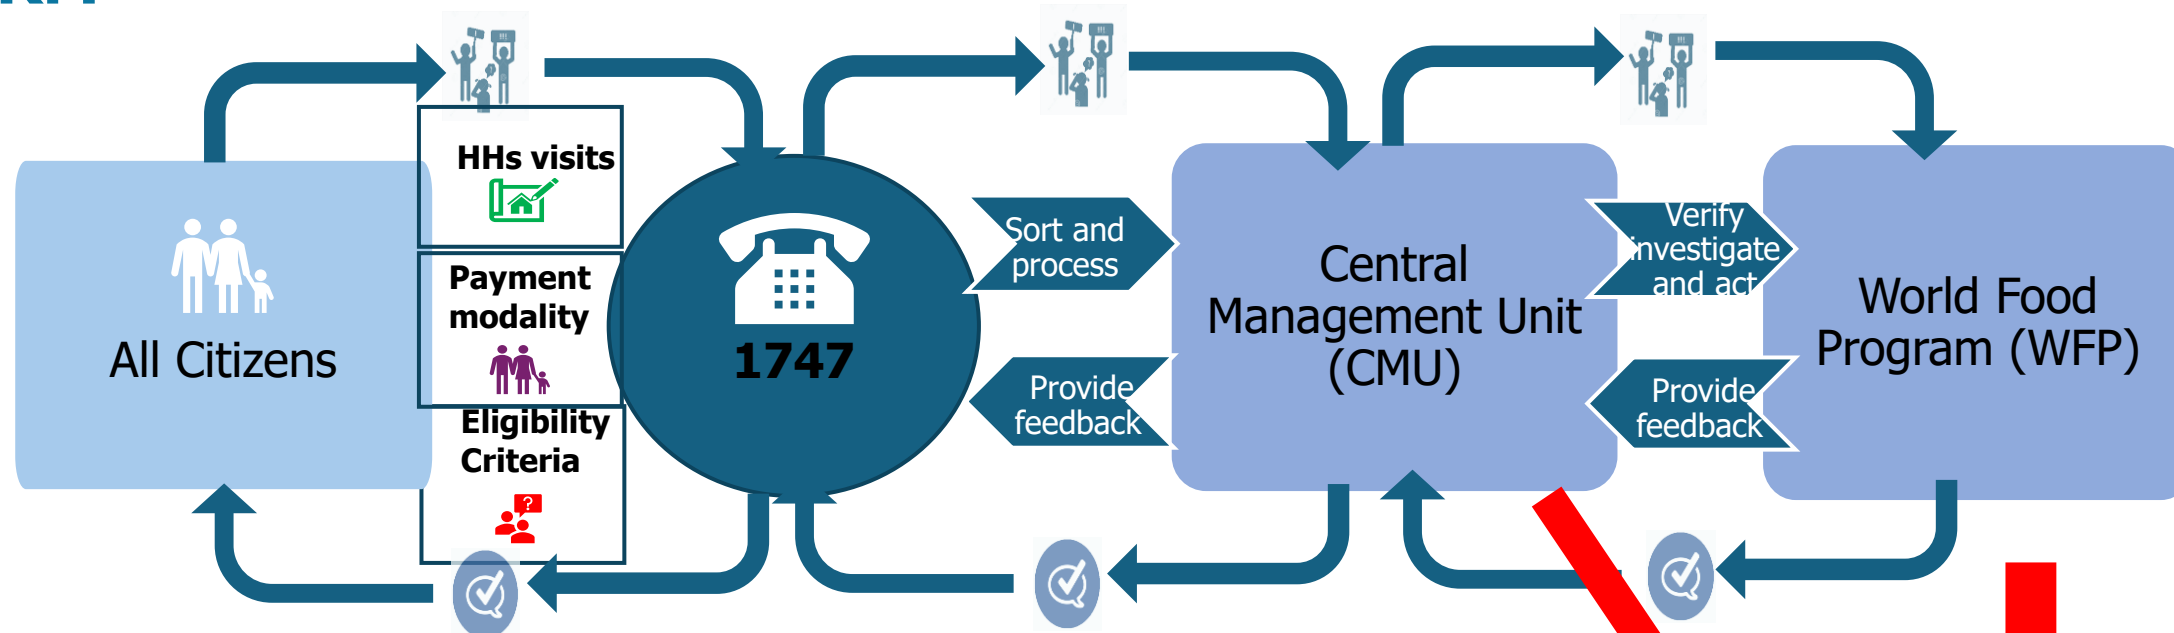 HHs visits
Payment
modality
Eligibility
Criteria
All Citizens
1747
Sort and
process
Provide
feedback
Central
Management Unit
(CMU)
Verify
investigate
and act
Provide
feedback
World Food
Program (WFP)